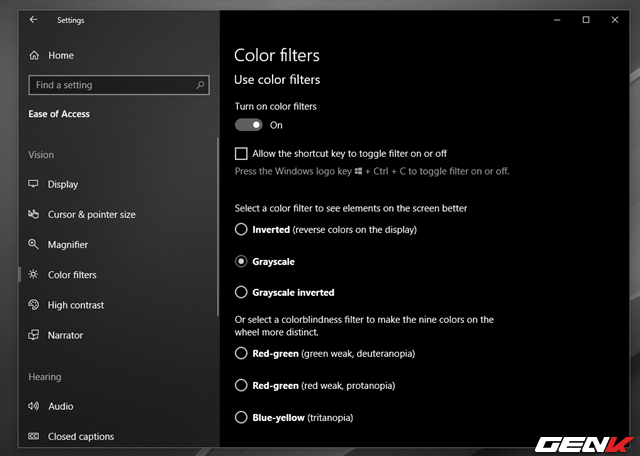 Settings
Home
Find a setting
Ease of Access
Vision
Display
Cursor & pointer size
Magnifier
Color filters
High contrast
Narrator
Hearing
Audio
Closed captions
Color filters
Use color filters
Turn on color filters
On
Allow the shortcut key to toggle filter on or off
Press the Windows logo key + Ctrl + C to toggle filter on or off.
Select a color filter to see elements on the screen better
Inverted (reverse colors on the display)
Grayscale
Grayscale inverted
Or select a colorblindness filter to make the nine colors on the
wheel more distinct.
Red-green (green weak, deuteranopia)
Red-green (red weak, protanopia)
Blue-yellow (tritanopia)
GENK